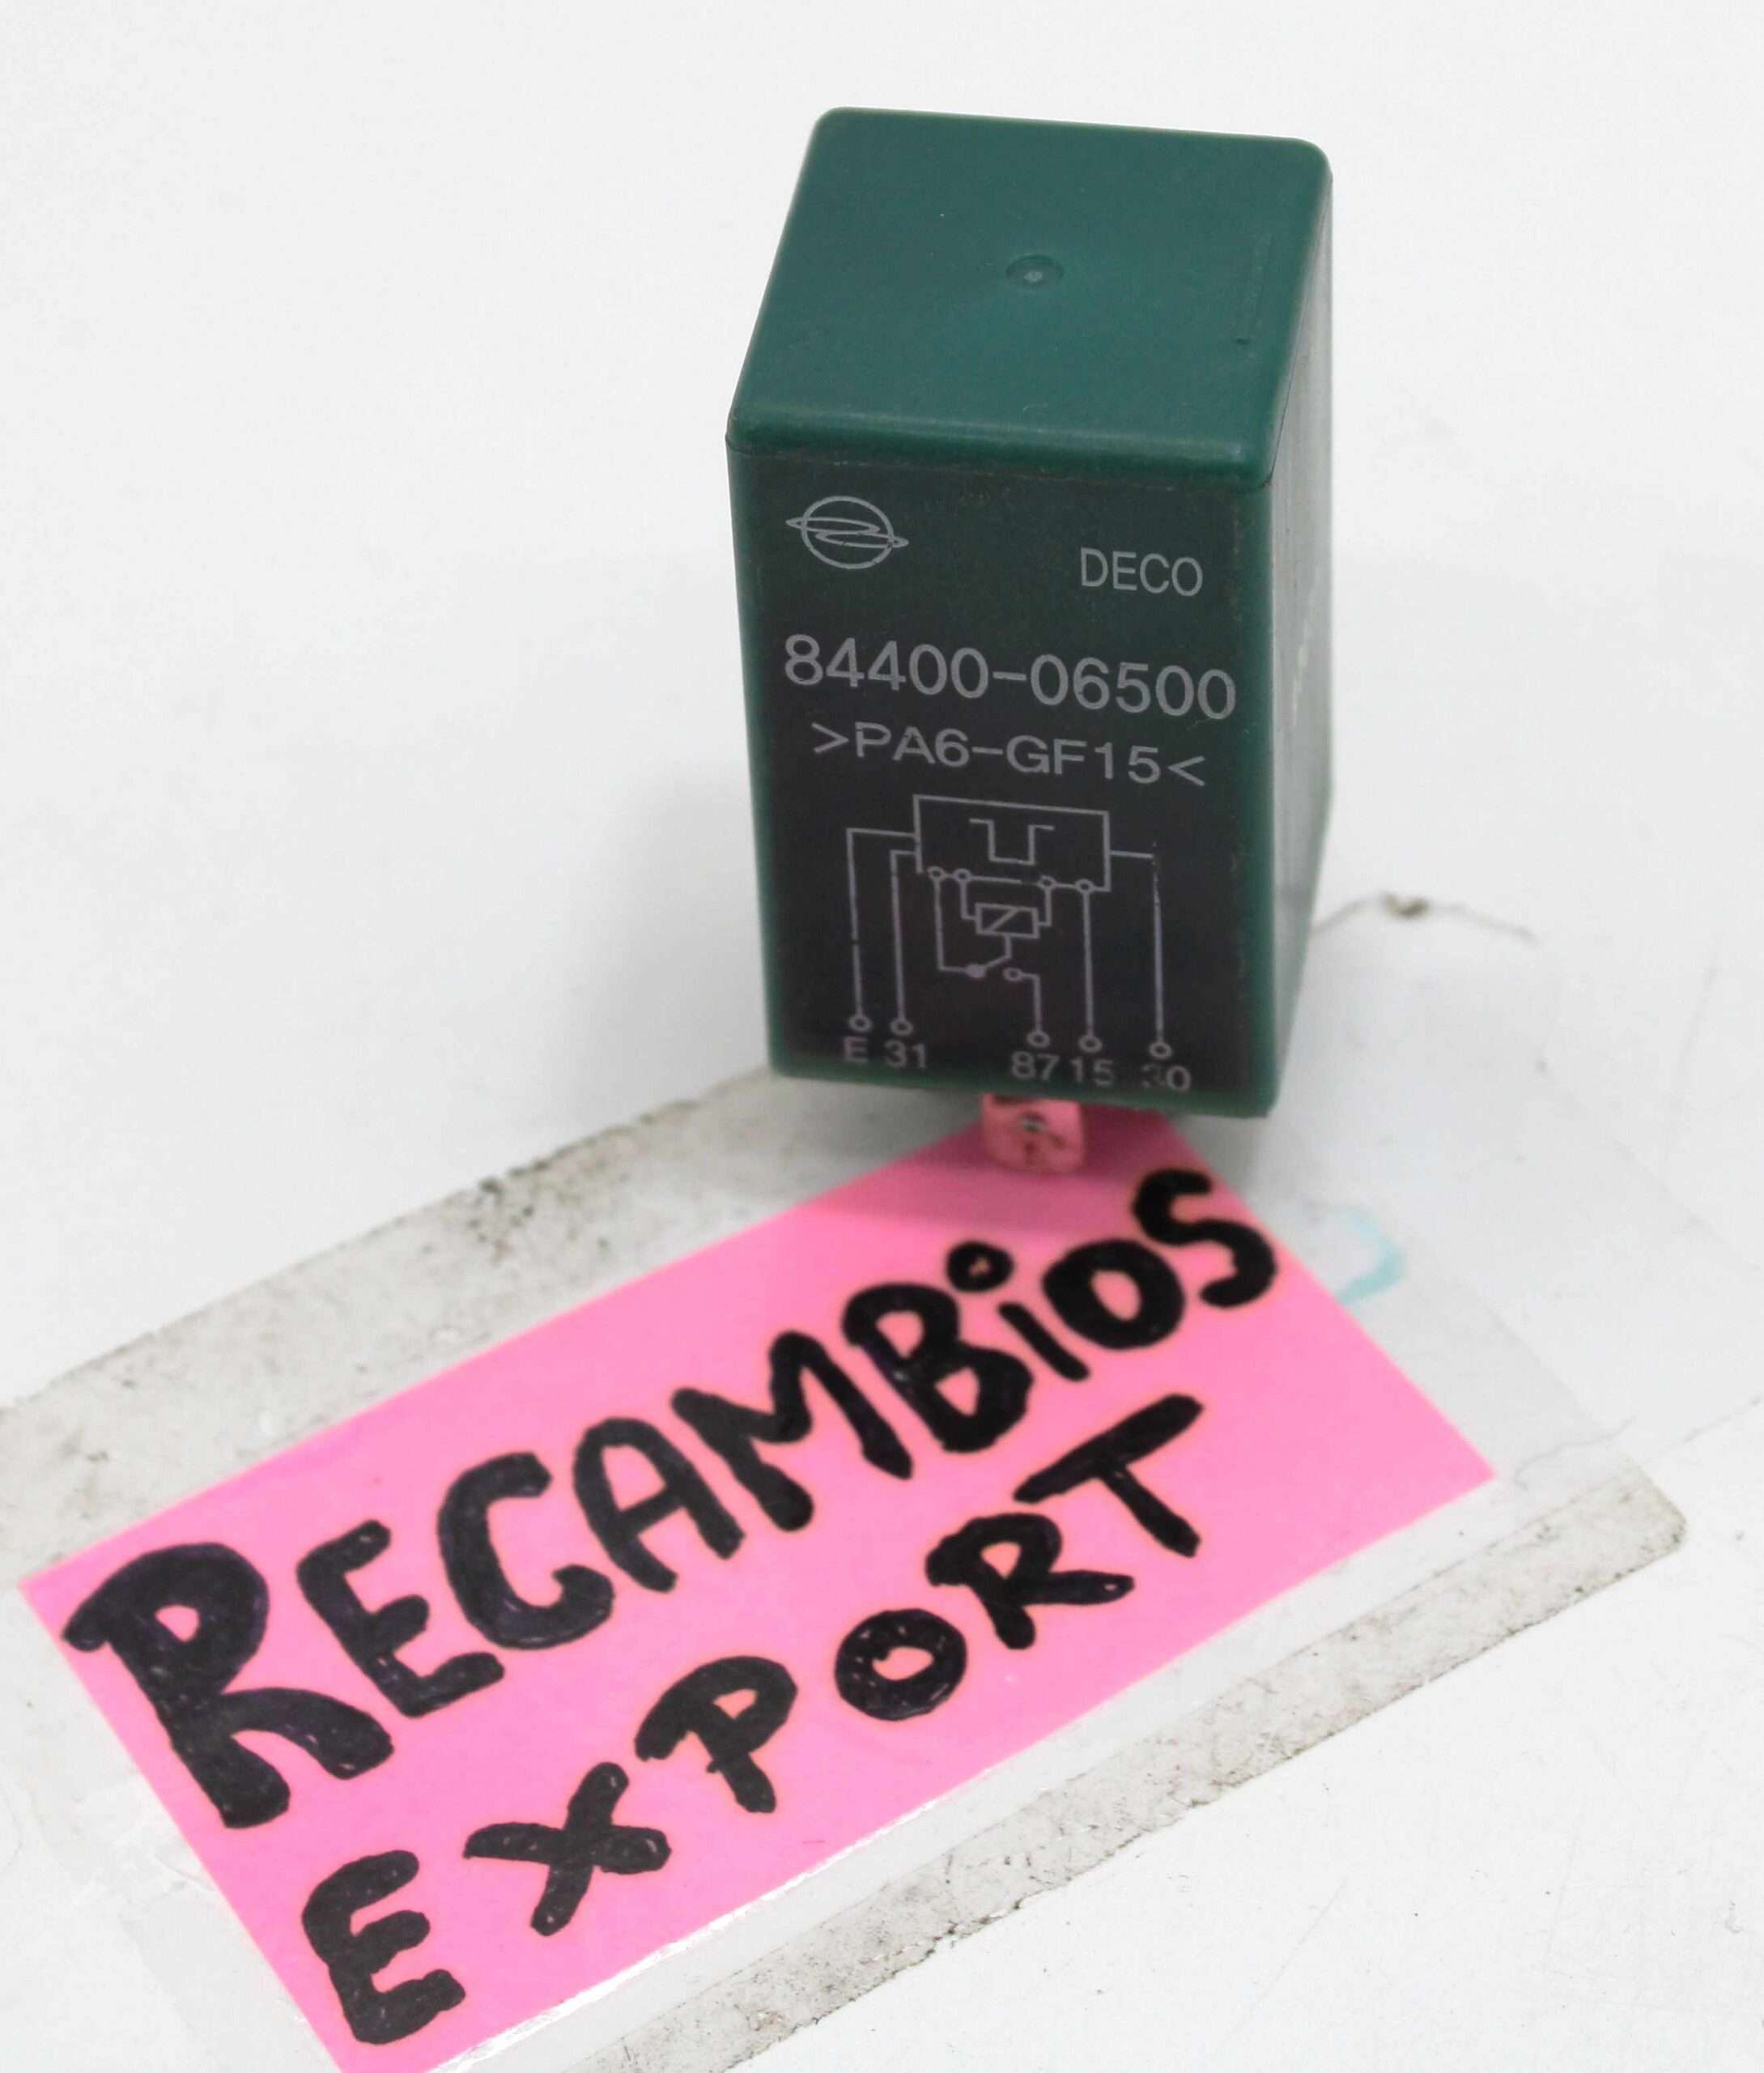 DECO
84400-06500
>PA6-GF15<
E 31 87 15 30
RECAMBiOS
EXPORT